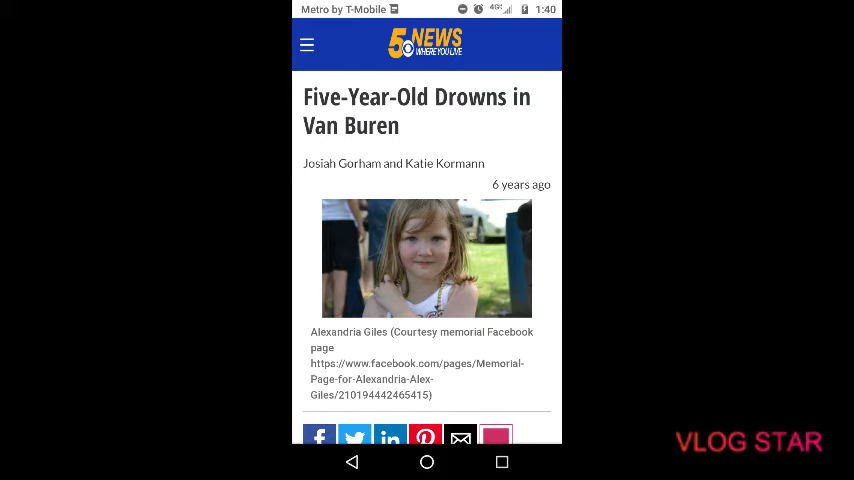 Metro by T-Mobile 4G 1:40
5 NEWS
WHERE YOU LIVE
Five-Year-Old Drowns in
Van Buren
Josiah Gorham and Katie Kormann
6 years ago
Alexandria Giles (Courtesy memorial Facebook
page
https://www.facebook.com/pages/Memorial-
Page-for-Alexandria-Alex-
Giles/210194442465415)
VLOG STAR